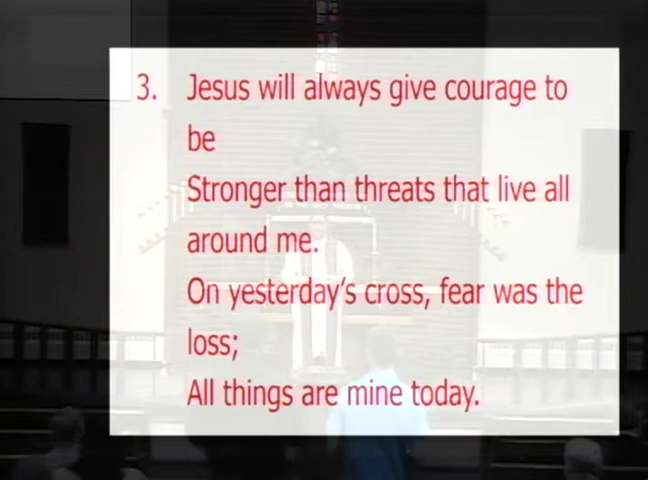 3. Jesus will always give courage to
be
Stronger than threats that live all
around me.
On yesterday's cross, fear was the
loss;
All things are mine today.